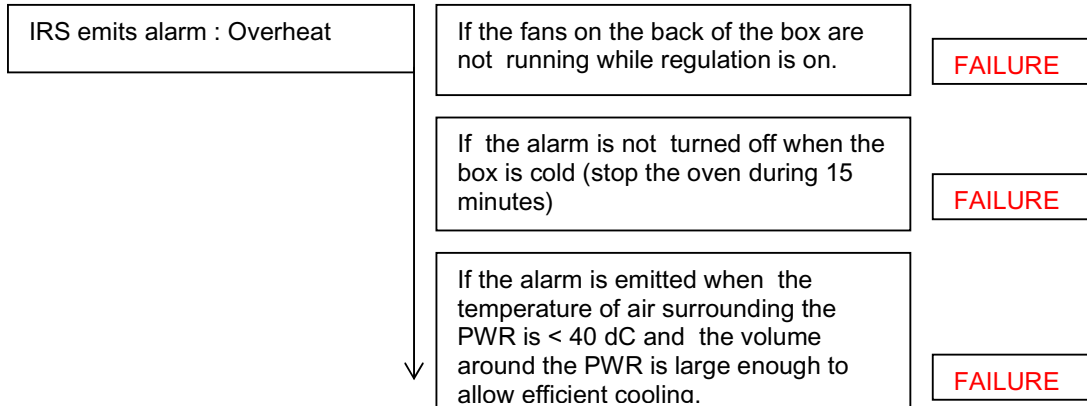 IRS emits alarm : Overheat
If the fans on the back of the box are
not  running while regulation is on.
FAILURE
If  the alarm is not  turned off when the
box is cold (stop the oven during 15
minutes)
FAILURE
If the alarm is emitted when  the
temperature of air surrounding the
PWR is < 40 dC and  the volume
around the PWR is large enough to
allow efficient cooling.
FAILURE